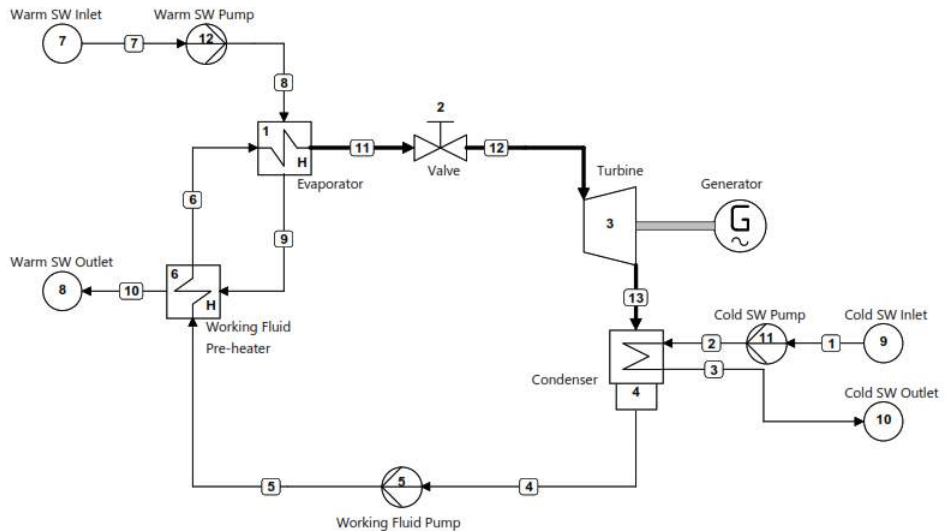 Warm SW Inlet
Warm SW Pump
7
7
12
8
1
H
Evaporator
11
2
Valve
12
Turbine
3
Generator
G
6
9
Warm SW Outlet
8
10
6
H
Working Fluid
Pre-heater
13
Cold SW Pump
Cold SW Inlet
2
11
1
9
3
Condenser
4
Cold SW Outlet
10
5
5
4
Working Fluid Pump